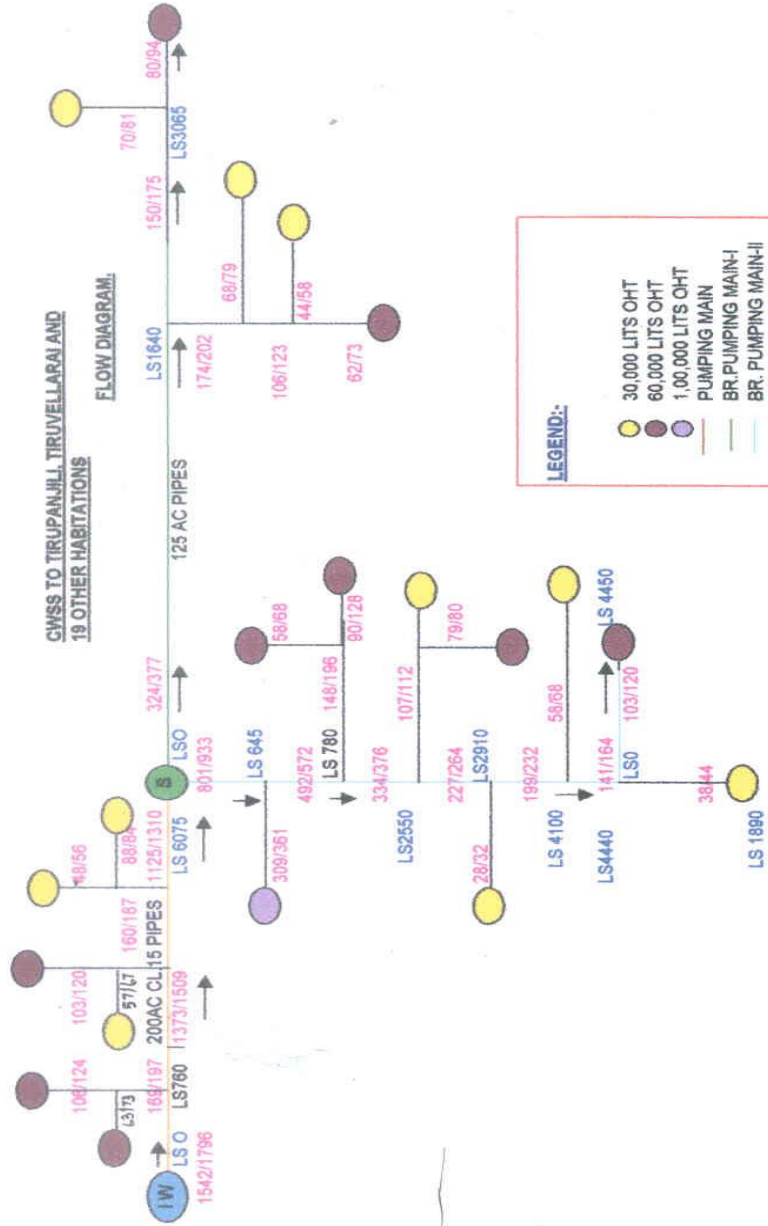 CWSS TO TIRUPANJILI, TIRUVELLARAI AND
19 OTHER HABITATIONS
FLOW DIAGRAM.
I W
LS O
1542/1796
63/73
106/124
169/197
LS760
200AC CL,15 PIPES
57/67
103/120
1373/1509
160/187
48/56
88/84
1125/1310
LS 6075
S
LSO
801/933
324/377
125 AC PIPES
LS1640
174/202
68/79
106/123
44/58
62/73
150/175
LS3065
70/81
80/94
LS 645
309/361
492/572
LS 780
58/68
148/196
90/128
334/376
LS2550
107/112
79/80
227/264
LS2910
28/32
199/232
LS 4100
58/68
LS4440
141/164
LS0
LS 4450
103/120
38/44
LS 1890
LEGEND:-
30,000 LITS OHT
60,000 LITS OHT
1,00,000 LITS OHT
PUMPING MAIN
BR.PUMPING MAIN-I
BR. PUMPING MAIN-II